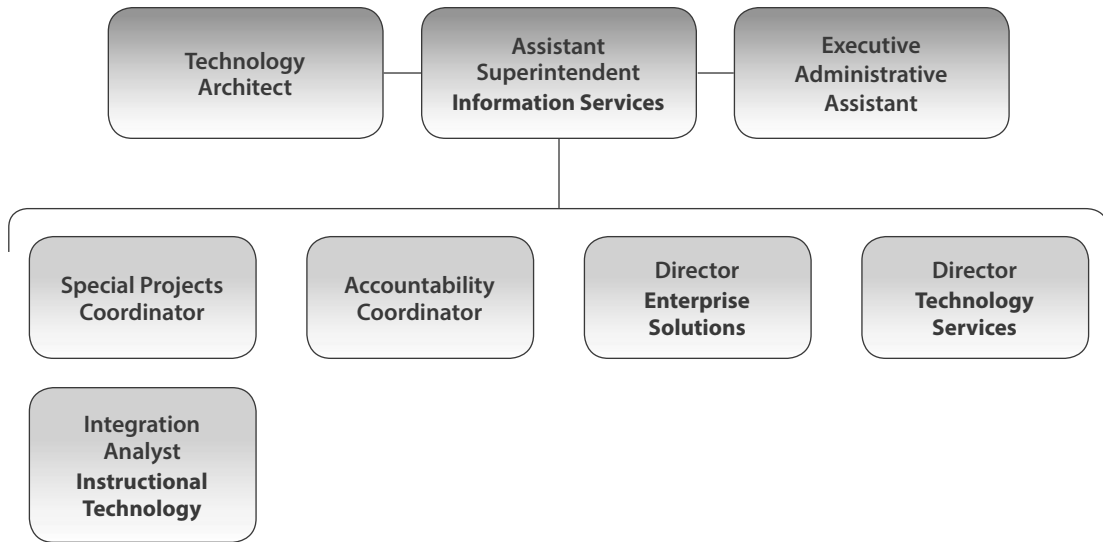 Technology
Architect
Assistant
Superintendent
Information Services
Executive
Administrative
Assistant
Special Projects
Coordinator
Accountability
Coordinator
Director
Enterprise
Solutions
Director
Technology
Services
Integration
Analyst
Instructional
Technology